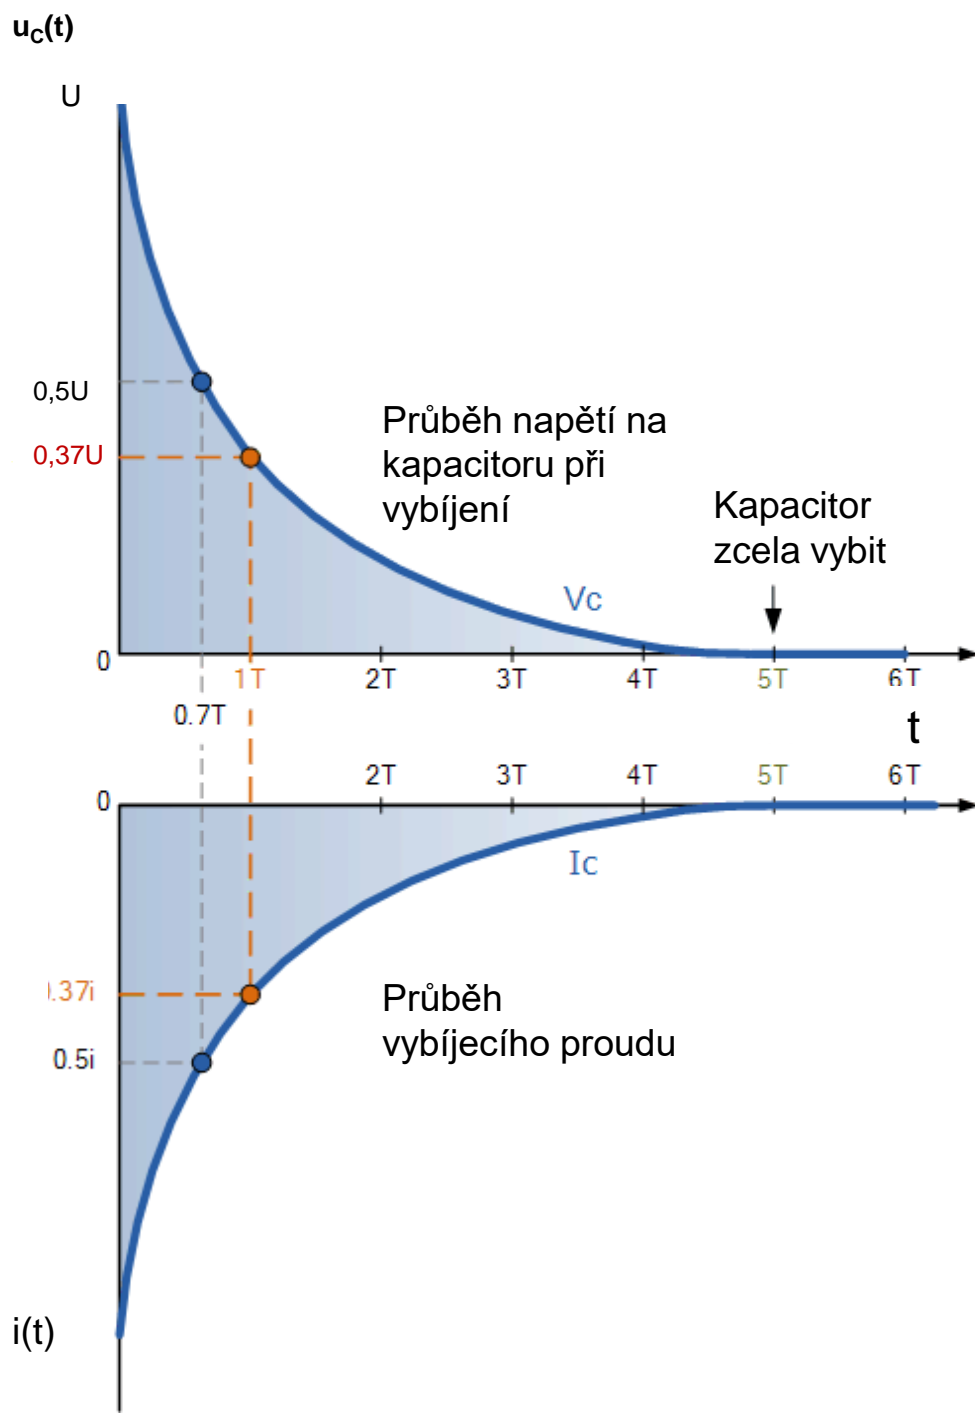 uC(t)
U
0,5U
0,37U
Průběh napětí na
kapacitoru při
vybíjení
Kapacitor
zcela vybit
Vc
0
1T 2T 3T 4T 5T 6T
0.7T
t
2T 3T 4T 5T 6T
0
Ic
.37i
0.5i
Průběh
vybíjecího proudu
i(t)